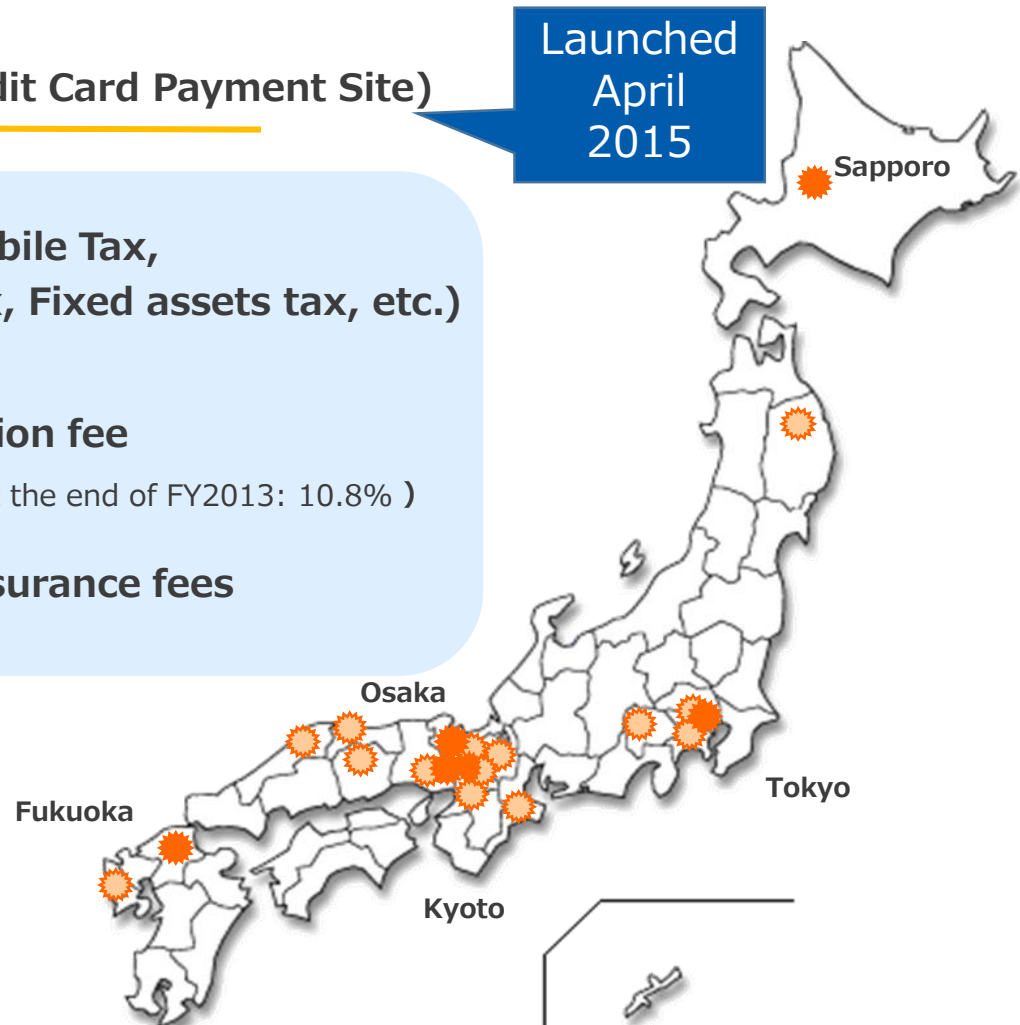 dit Card Payment Site)
Launched
April
2015
Sapporo
bile Tax,
x, Fixed assets tax, etc.)
ion fee
the end of FY2013: 10.8% )
surance fees
Osaka
Tokyo
Fukuoka
Kyoto